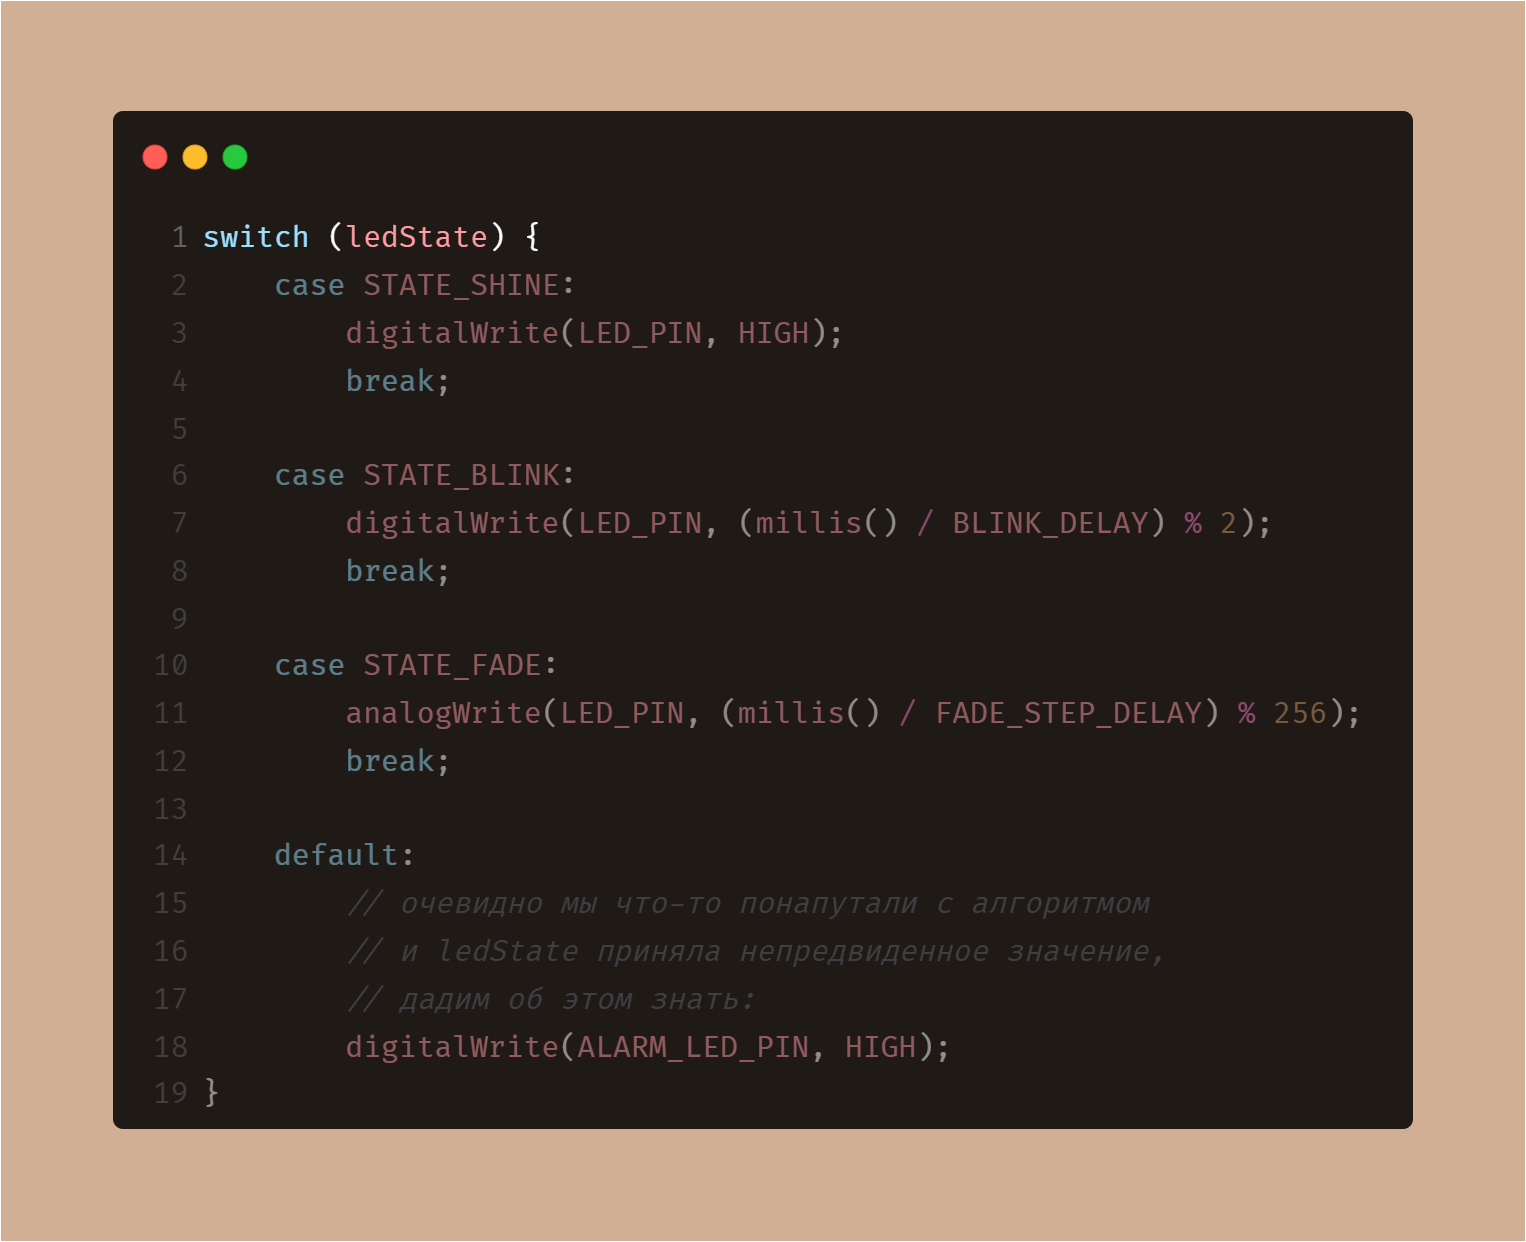 1 switch (ledState) {
2     case STATE_SHINE:
3         digitalWrite(LED_PIN, HIGH);
4         break;
5
6     case STATE_BLINK:
7         digitalWrite(LED_PIN, (millis() / BLINK_DELAY) % 2);
8         break;
9
10     case STATE_FADE:
11         analogWrite(LED_PIN, (millis() / FADE_STEP_DELAY) % 256);
12         break;
13
14     default:
15         // очевидно мы что-то понапутали с алгоритмом
16         // и ledState приняла непредвиденное значение,
17         // дадим об этом знать:
18         digitalWrite(ALARM_LED_PIN, HIGH);
19 }